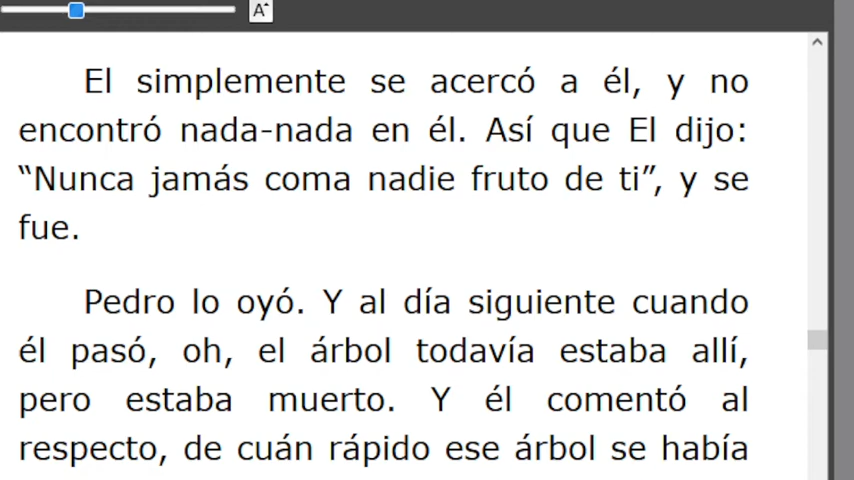 A
El simplemente se acercó a él, y no
encontró nada-nada en él. Así que El dijo:
“Nunca jamás coma nadie fruto de ti”, y se
fue.
Pedro lo oyó. Y al día siguiente cuando
él pasó, oh, el árbol todavía estaba allí,
pero estaba muerto. Y él comentó al
respecto, de cuán rápido ese árbol se había